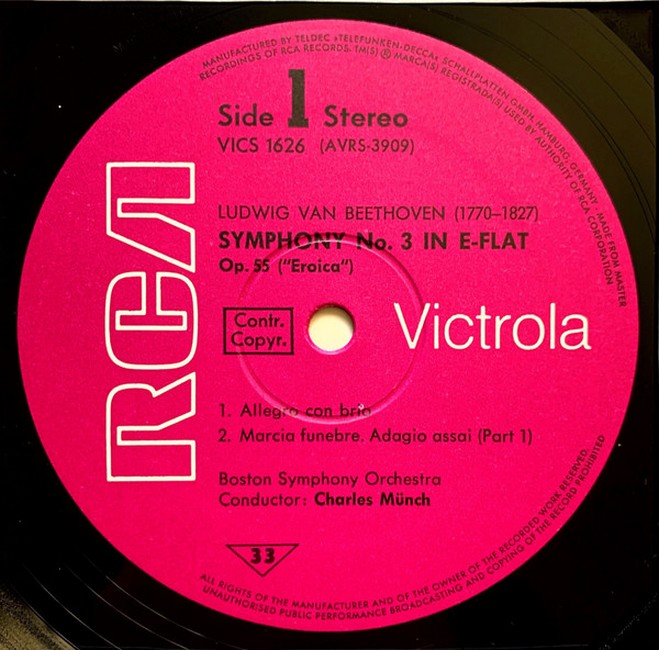 MANUFACTURED BY TELDEC »TELEFUNKEN-DECCA« SCHALLPLATTEN GMBH, HAMBURG, GERMANY · MADE FROM MASTER
RECORDINGS OF RCA RECORDS. TM(S) ® MARCA(S) REGISTRADA(S) USED BY AUTHORITY OF RCA CORPORATION
Side 1 Stereo
VICS 1626 (AVRS-3909)
LUDWIG VAN BEETHOVEN (1770–1827)
SYMPHONY No. 3 IN E-FLAT
Op. 55 ("Eroica")
RCA
Contr.
Copyr.
Victrola
1. Allegro con brio
2. Marcia funebre. Adagio assai (Part 1)
Boston Symphony Orchestra
Conductor: Charles Münch
33
ALL RIGHTS OF THE MANUFACTURER AND OF THE OWNER OF THE RECORDED WORK RESERVED.
UNAUTHORISED PUBLIC PERFORMANCE BROADCASTING AND COPYING OF THE RECORD PROHIBITED